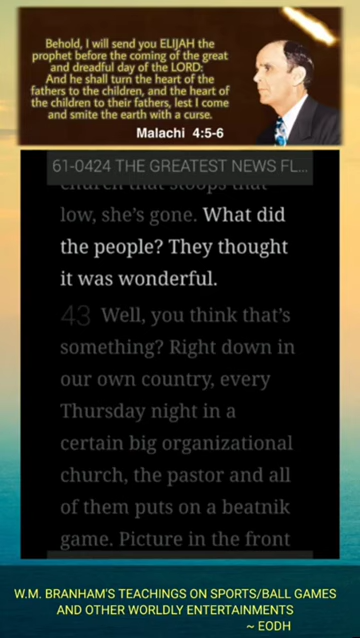 Behold, I will send you ELIJAH the
prophet before the coming of the great
and dreadful day of the LORD:
And he shall turn the heart of the
fathers to the children, and the heart of
the children to their fathers, lest I come
and smite the earth with a curse.
Malachi 4:5-6
61-0424 THE GREATEST NEWS FL...
church that stoops that
low, she's gone. What did
the people? They thought
it was wonderful.
43 Well, you think that's
something? Right down in
our own country, every
Thursday night in a
certain big organizational
church, the pastor and all
of them puts on a beatnik
game. Picture in the front
W.M. BRANHAM'S TEACHINGS ON SPORTS/BALL GAMES
AND OTHER WORLDLY ENTERTAINMENTS
~ EODH